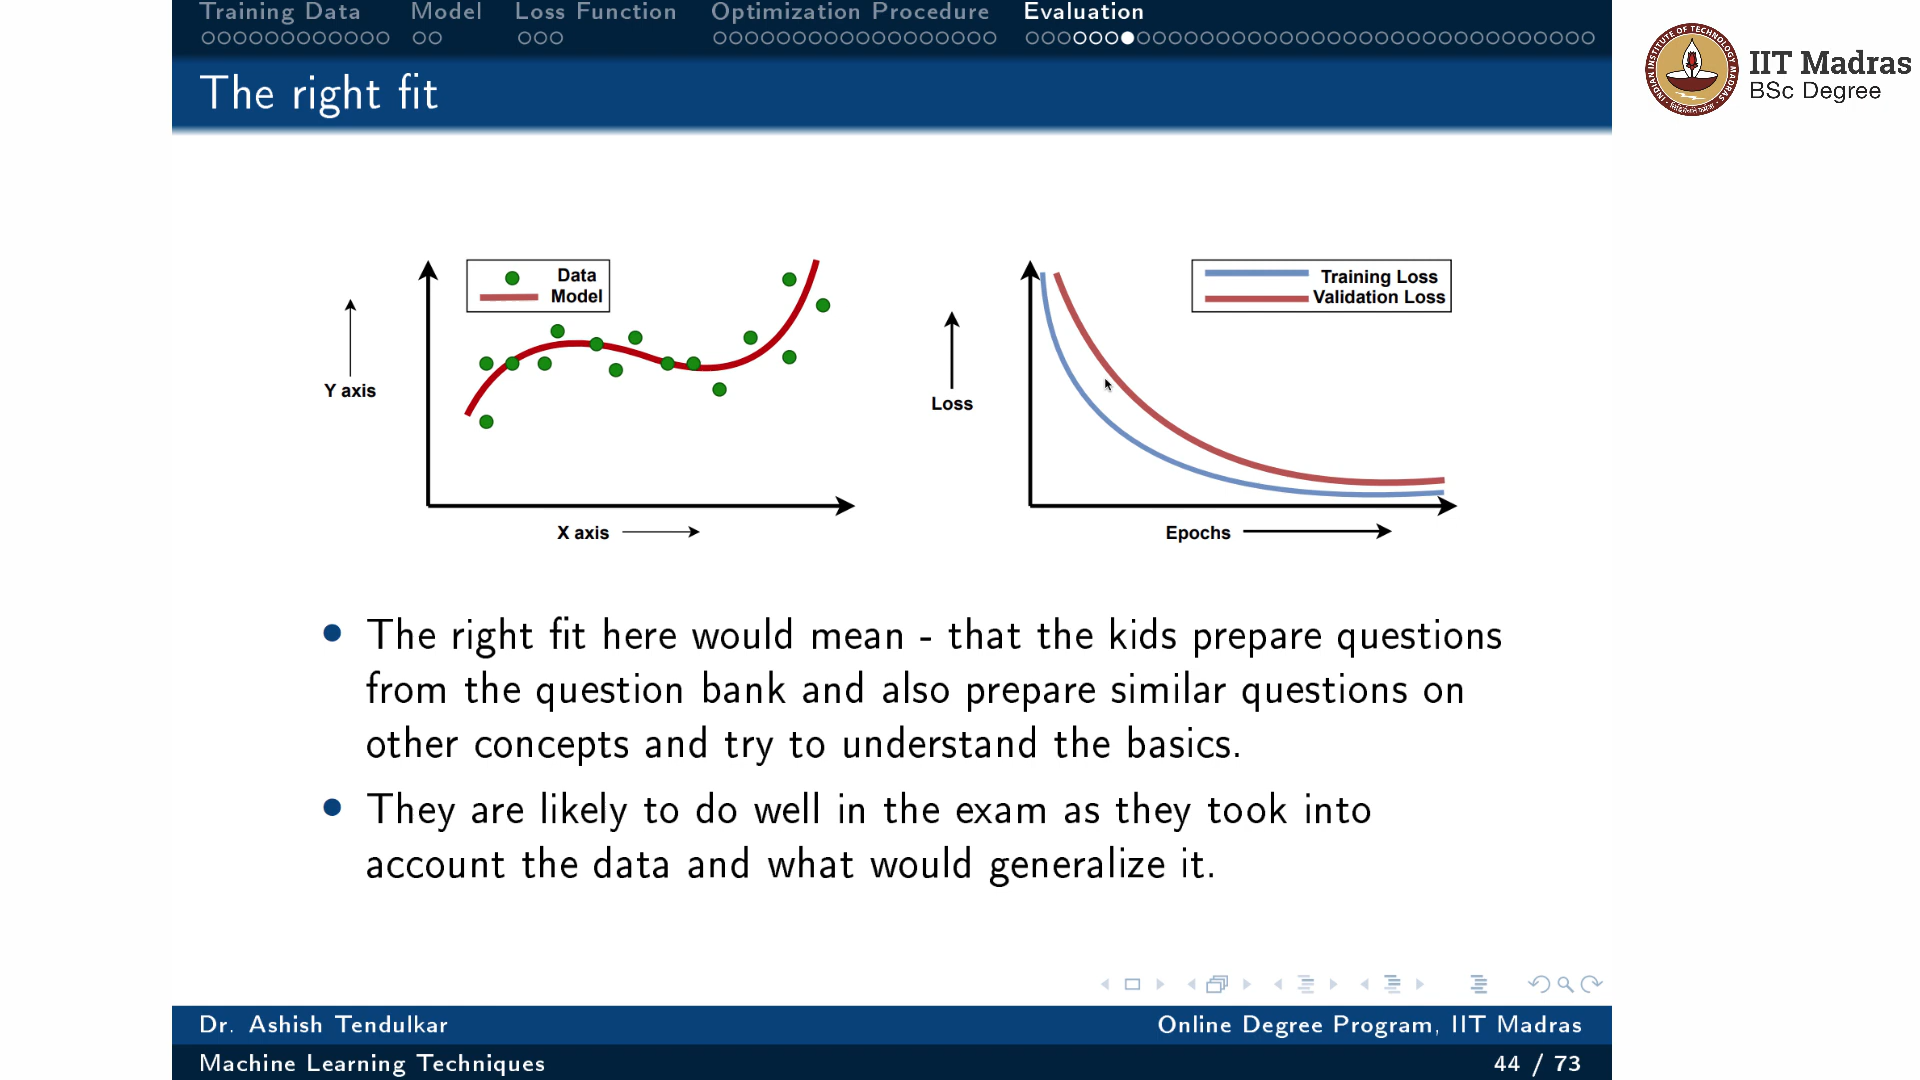 Training Data Model Loss Function Optimization Procedure Evaluation
IIT Madras
BSc Degree
The right fit
Data
Model
Y axis
X axis
Training Loss
Validation Loss
Loss
Epochs
The right fit here would mean - that the kids prepare questions
from the question bank and also prepare similar questions on
other concepts and try to understand the basics.
They are likely to do well in the exam as they took into
account the data and what would generalize it.
Dr. Ashish Tendulkar Online Degree Program, IIT Madras
Machine Learning Techniques 44 / 73